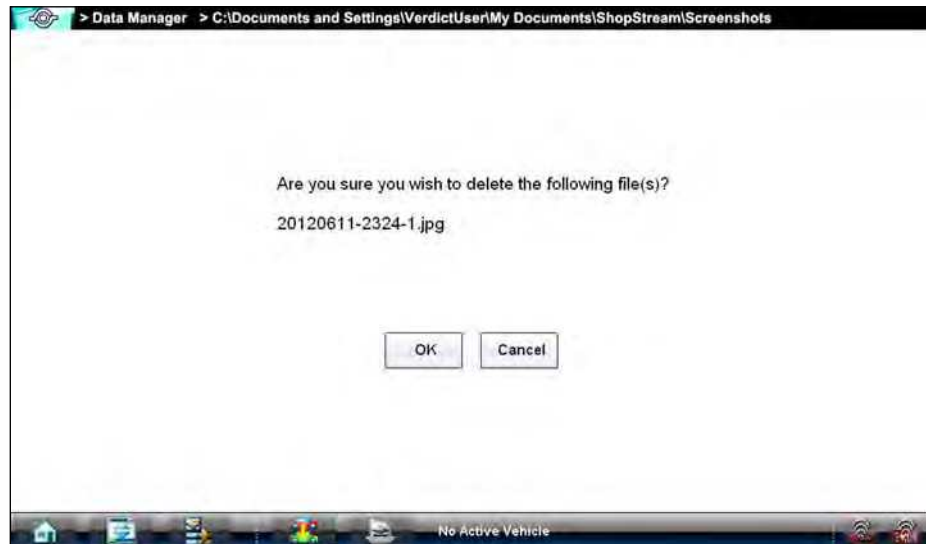 > Data Manager > C:\Documents and Settings\VerdictUser\My Documents\ShopStream\Screenshots
Are you sure you wish to delete the following file(s)?
20120611-2324-1.jpg
OK Cancel
No Active Vehicle